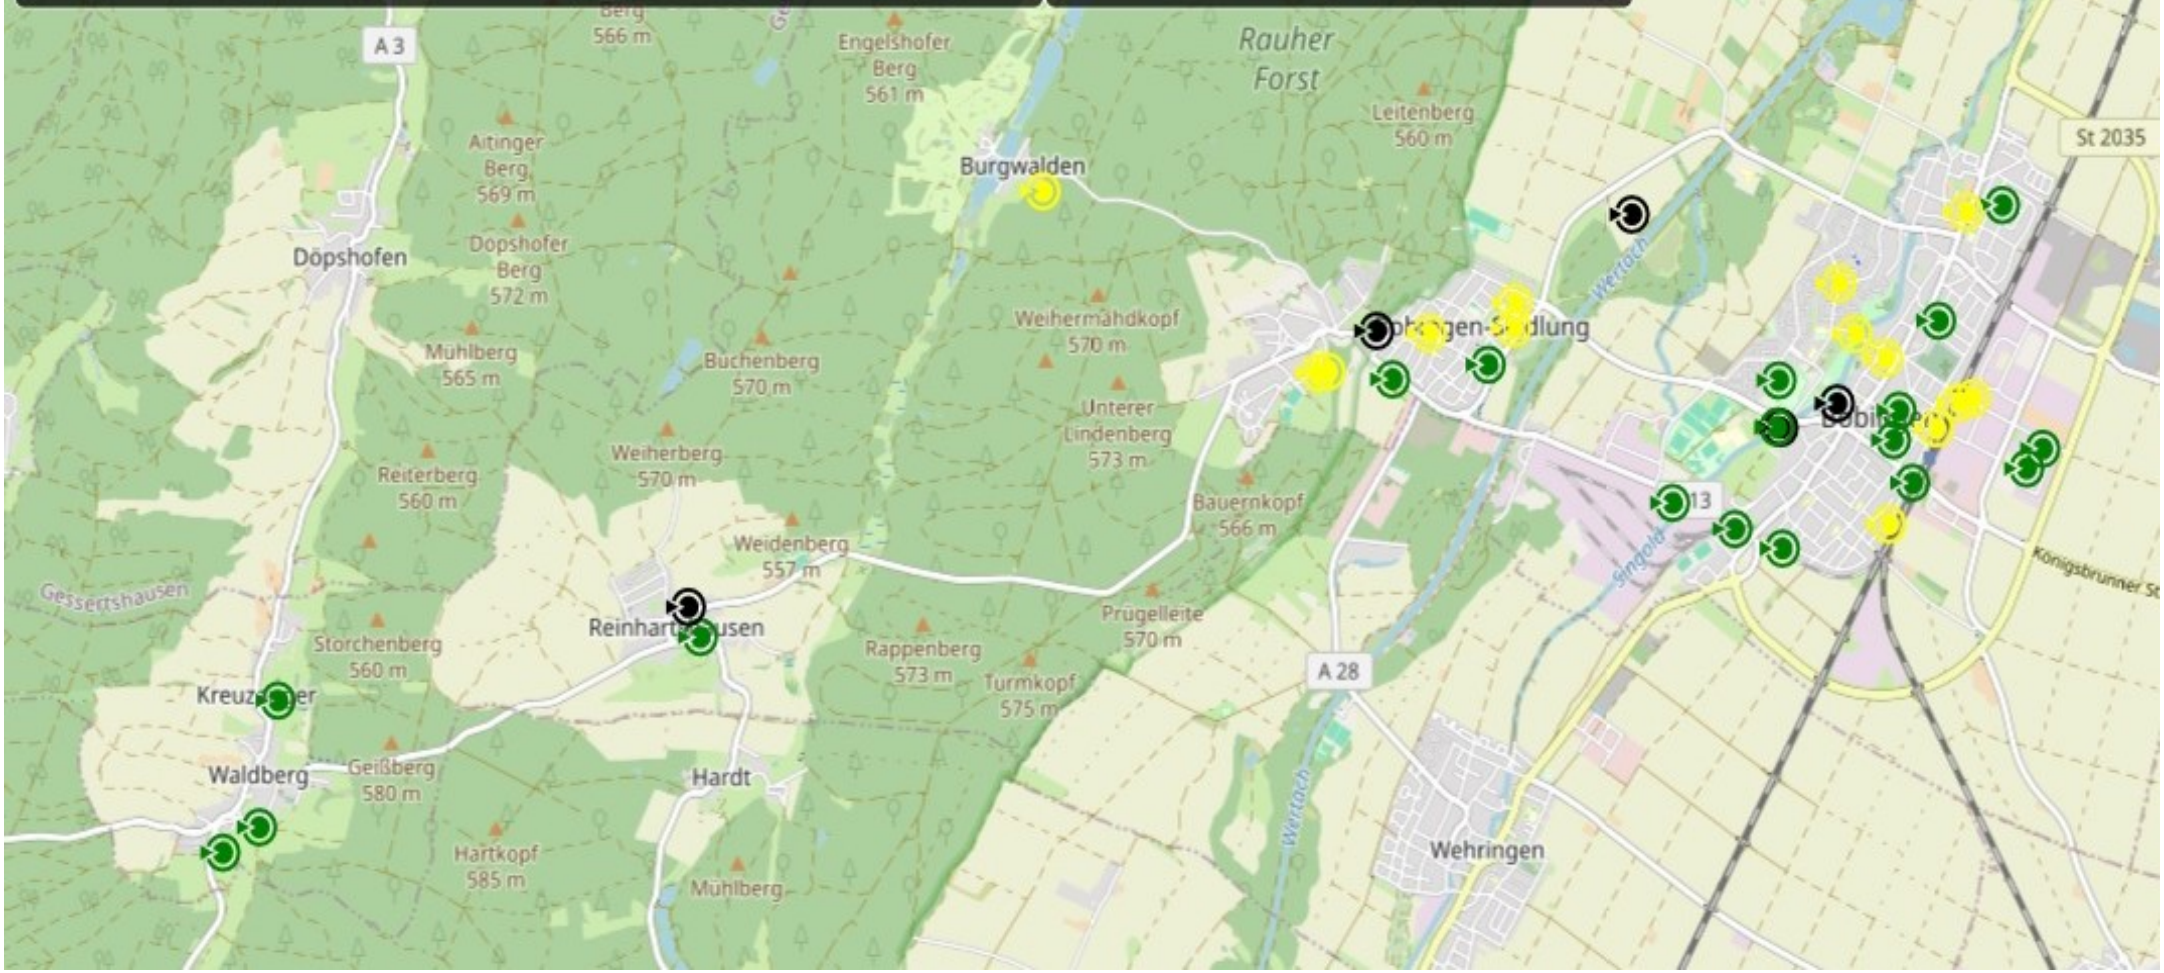 Berg
566 m
A 3
Engelshofer
Berg
561 m
Rauher
Forst
Leitenberg
560 m
St 2035
Aitinger
Berg
569 m
Burgwalden
Döpshofen
Döpshofer
Berg
572 m
Wertach
Weihermähdkopf
570 m
Mühlberg
565 m
Buchenberg
570 m
Unterer
Lindenberg
573 m
Weiherberg
570 m
Reiterberg
560 m
Bauernkopf
566 m
13
Weidenberg
557 m
Singold
Königsbrunner St
Gessertshausen
Prügelleite
570 m
Storchenberg
560 m
Rappenberg
573 m
Turmkopf
575 m
A 28
Waldberg
Geißberg
580 m
Hardt
Wertach
Hartkopf
585 m
Mühlberg
Wehringen